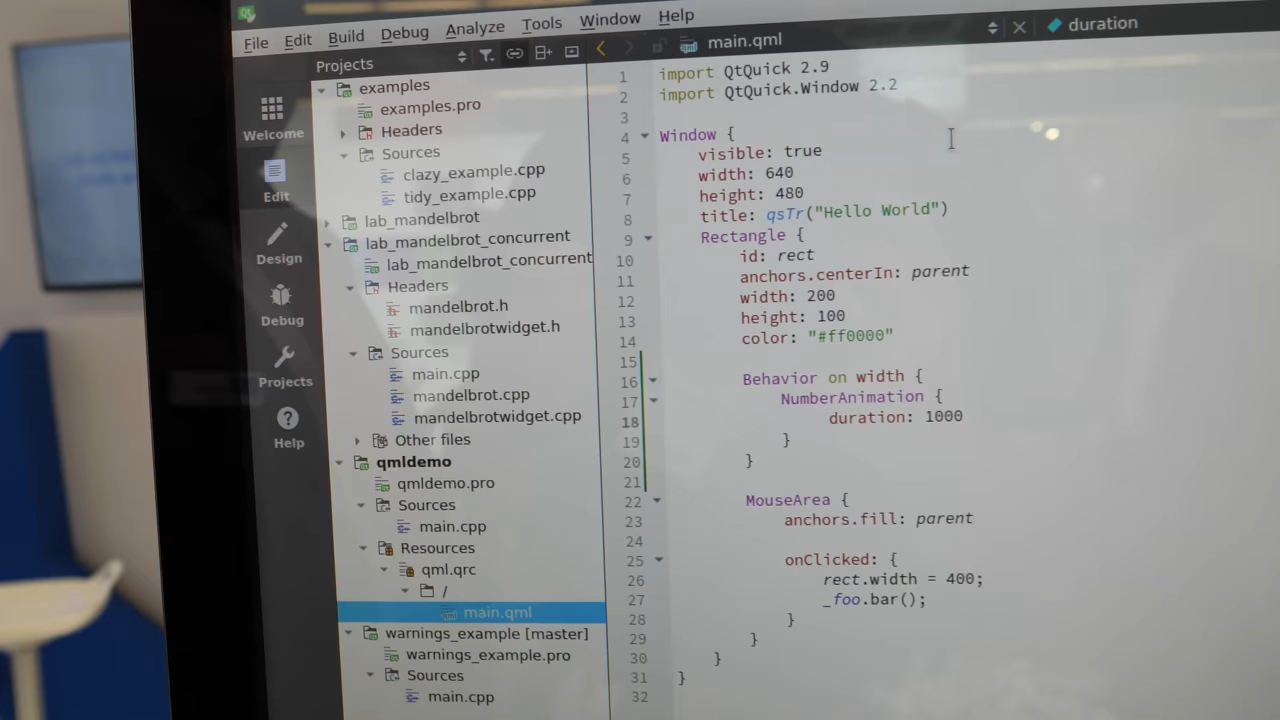 File Edit Build Debug Analyze Tools Window Help
Projects
main.qml
duration
Welcome
Edit
Design
Debug
Projects
Help
examples
examples.pro
Headers
Sources
clazy_example.cpp
tidy_example.cpp
lab_mandelbrot
lab_mandelbrot_concurrent
lab_mandelbrot_concurrent
Headers
mandelbrot.h
mandelbrotwidget.h
Sources
main.cpp
mandelbrot.cpp
mandelbrotwidget.cpp
Other files
qmldemo
qmldemo.pro
Sources
main.cpp
Resources
qml.qrc
/
main.qml
warnings_example [master]
warnings_example.pro
Sources
main.cpp
1 import QtQuick 2.9
2 import QtQuick.Window 2.2
3
4 Window {
5 visible: true
6 width: 640
7 height: 480
8 title: qsTr("Hello World")
9 Rectangle {
10 id: rect
11 anchors.centerIn: parent
12 width: 200
13 height: 100
14 color: "#ff0000"
15
16 Behavior on width {
17 NumberAnimation {
18 duration: 1000
19 }
20 }
21
22 MouseArea {
23 anchors.fill: parent
24
25 onClicked: {
26 rect.width = 400;
27 _foo.bar();
28 }
29 }
30 }
31 }
32